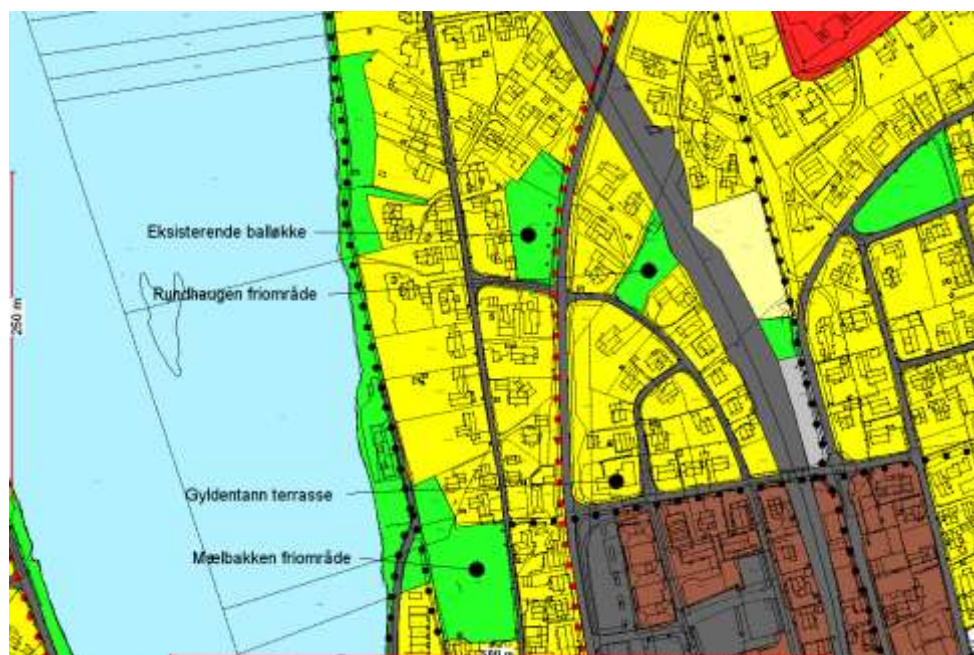 Eksisterende balløkke
Rundhaugen friområde
250 m
Gyldentann terrasse
Mælbakken friområde